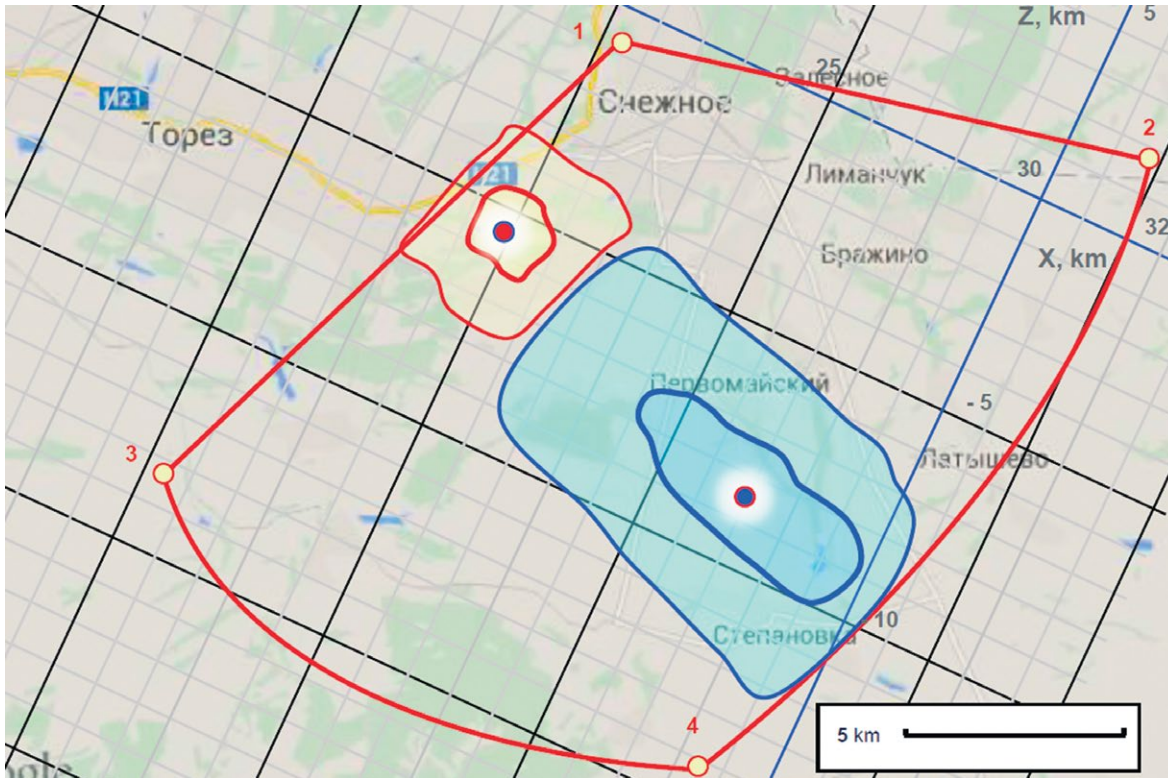 Z, km
5
1
25
Залесное
Снежное
Торез
2
Лиманчук
30
32
Бражино
X, km
Первомайский
- 5
3
Латышево
- 10
Степановка
4
5 km